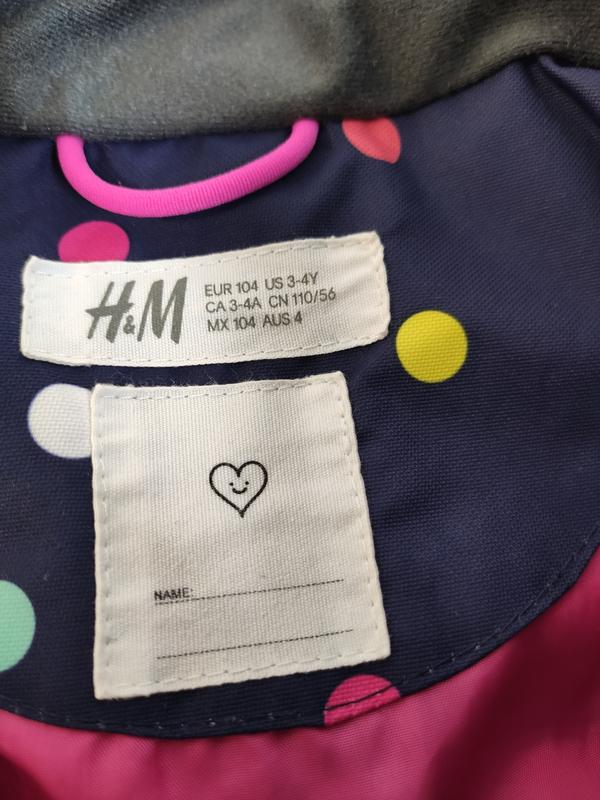 H&M
EUR 104 US 3-4Y
CA 3-4A CN 110/56
MX 104 AUS 4
NAME: